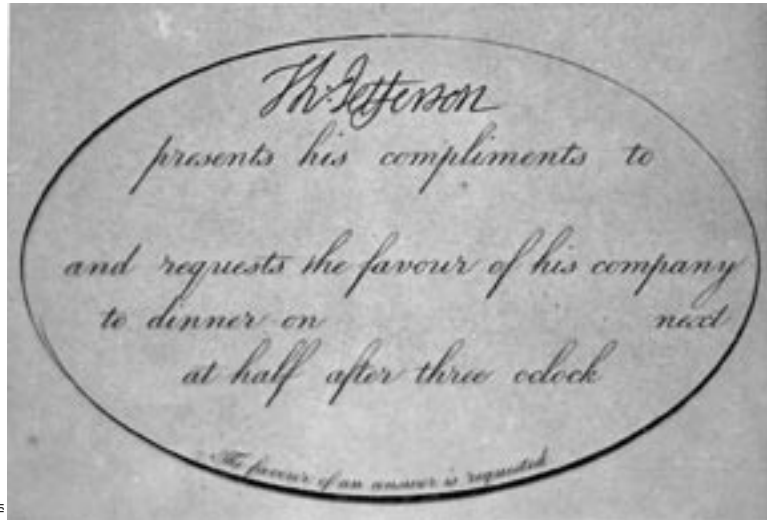 Th: Jefferson
presents his compliments to
and requests the favour of his company
to dinner on next
at half after three oclock
The favour of an answer is requested